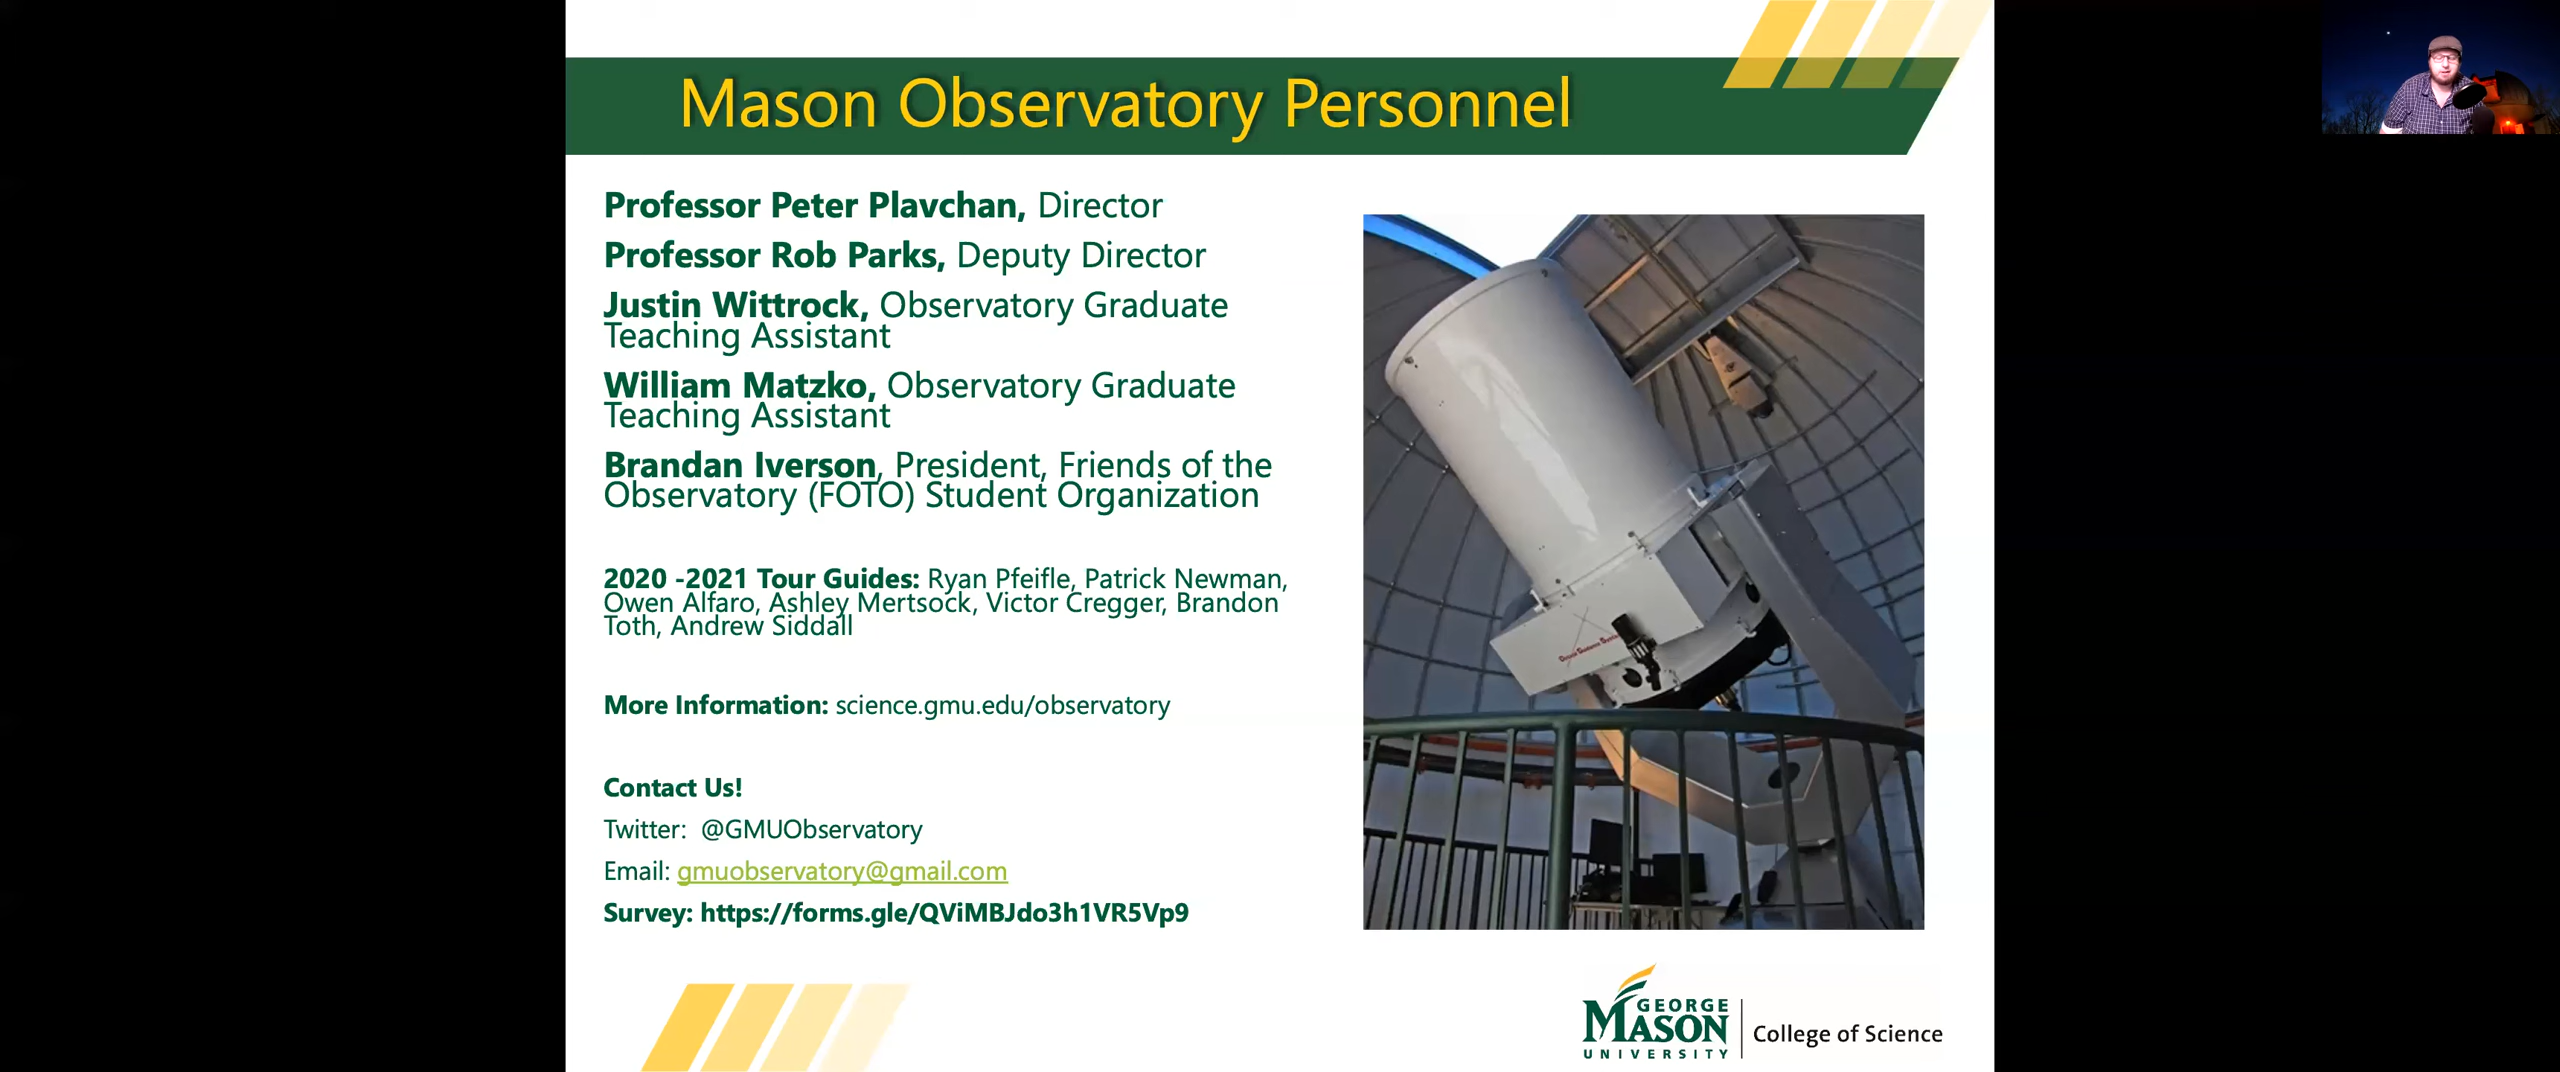 Mason Observatory Personnel
Professor Peter Plavchan, Director
Professor Rob Parks, Deputy Director
Justin Wittrock, Observatory Graduate
Teaching Assistant
William Matzko, Observatory Graduate
Teaching Assistant
Brandan Iverson, President, Friends of the
Observatory (FOTO) Student Organization
2020 -2021 Tour Guides: Ryan Pfeifle, Patrick Newman,
Owen Alfaro, Ashley Mertsock, Victor Cregger, Brandon
Toth, Andrew Siddall
More Information: science.gmu.edu/observatory
Contact Us!
Twitter: @GMUObservatory
Email: gmuobservatory@gmail.com
Survey: https://forms.gle/QViMBJdo3h1VR5Vp9
GEORGE
MASON
UNIVERSITY
College of Science